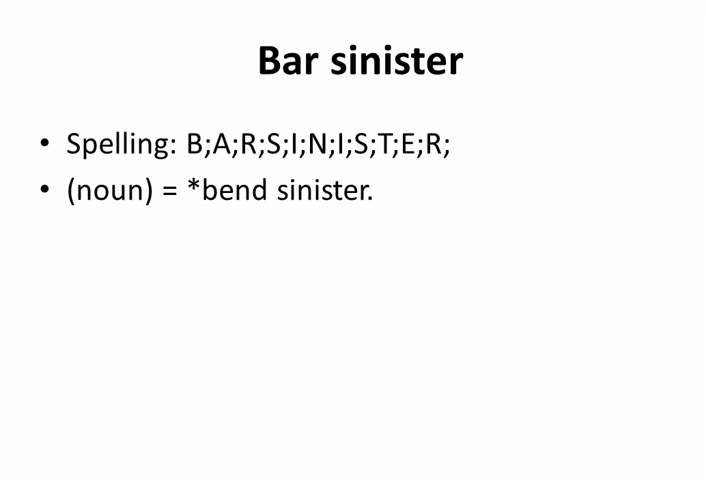 Bar sinister
• Spelling: B;A;R;S;I;N;I;S;T;E;R;
• (noun) = *bend sinister.